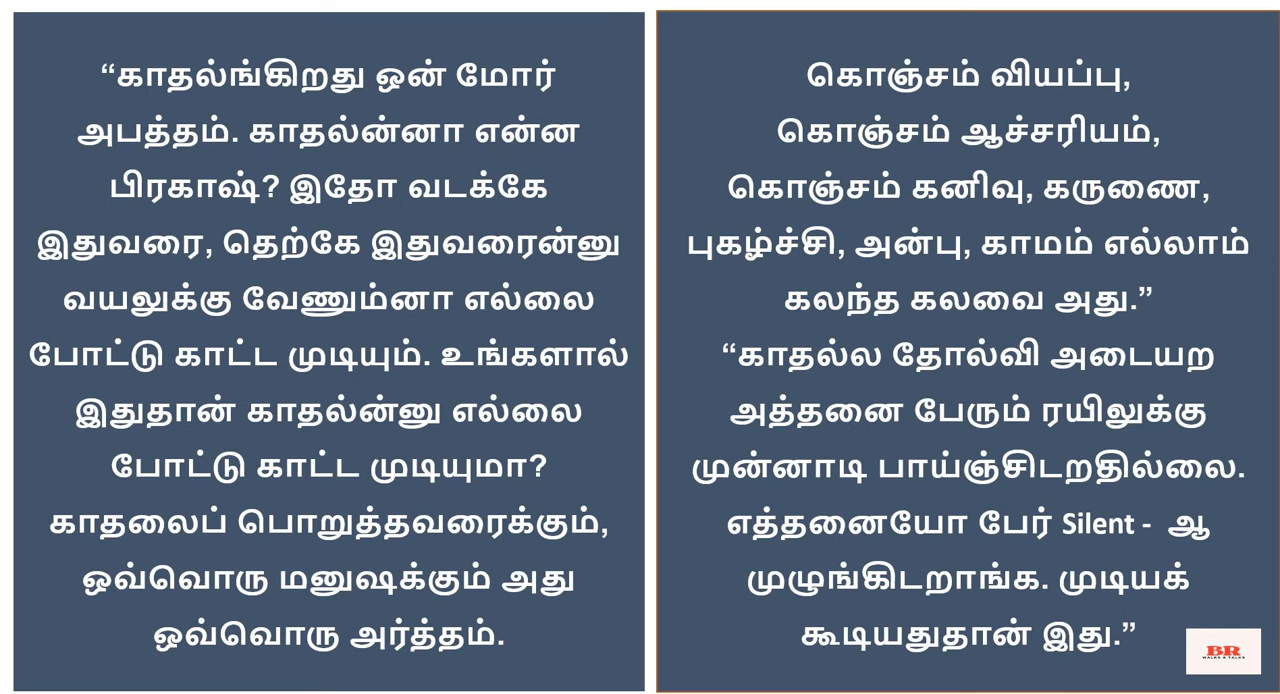 “காதல்ங்கிறது ஒன் மோர்
அபத்தம். காதல்ன்னா என்ன
பிரகாஷ்? இதோ வடக்கே
இதுவரை, தெற்கே இதுவரைன்னு
வயலுக்கு வேணும்னா எல்லை
போட்டு காட்ட முடியும். உங்களால்
இதுதான் காதல்ன்னு எல்லை
போட்டு காட்ட முடியுமா?
காதலைப் பொறுத்தவரைக்கும்,
ஒவ்வொரு மனுஷக்கும் அது
ஒவ்வொரு அர்த்தம்.
கொஞ்சம் வியப்பு,
கொஞ்சம் ஆச்சரியம்,
கொஞ்சம் கனிவு, கருணை,
புகழ்ச்சி, அன்பு, காமம் எல்லாம்
கலந்த கலவை அது.”
“காதல்ல தோல்வி அடையற
அத்தனை பேரும் ரயிலுக்கு
முன்னாடி பாய்ஞ்சிடறதில்லை.
எத்தனையோ பேர் Silent - ஆ
முழுங்கிடறாங்க. முடியக்
கூடியதுதான் இது.”
BR
WALKS & TALKS